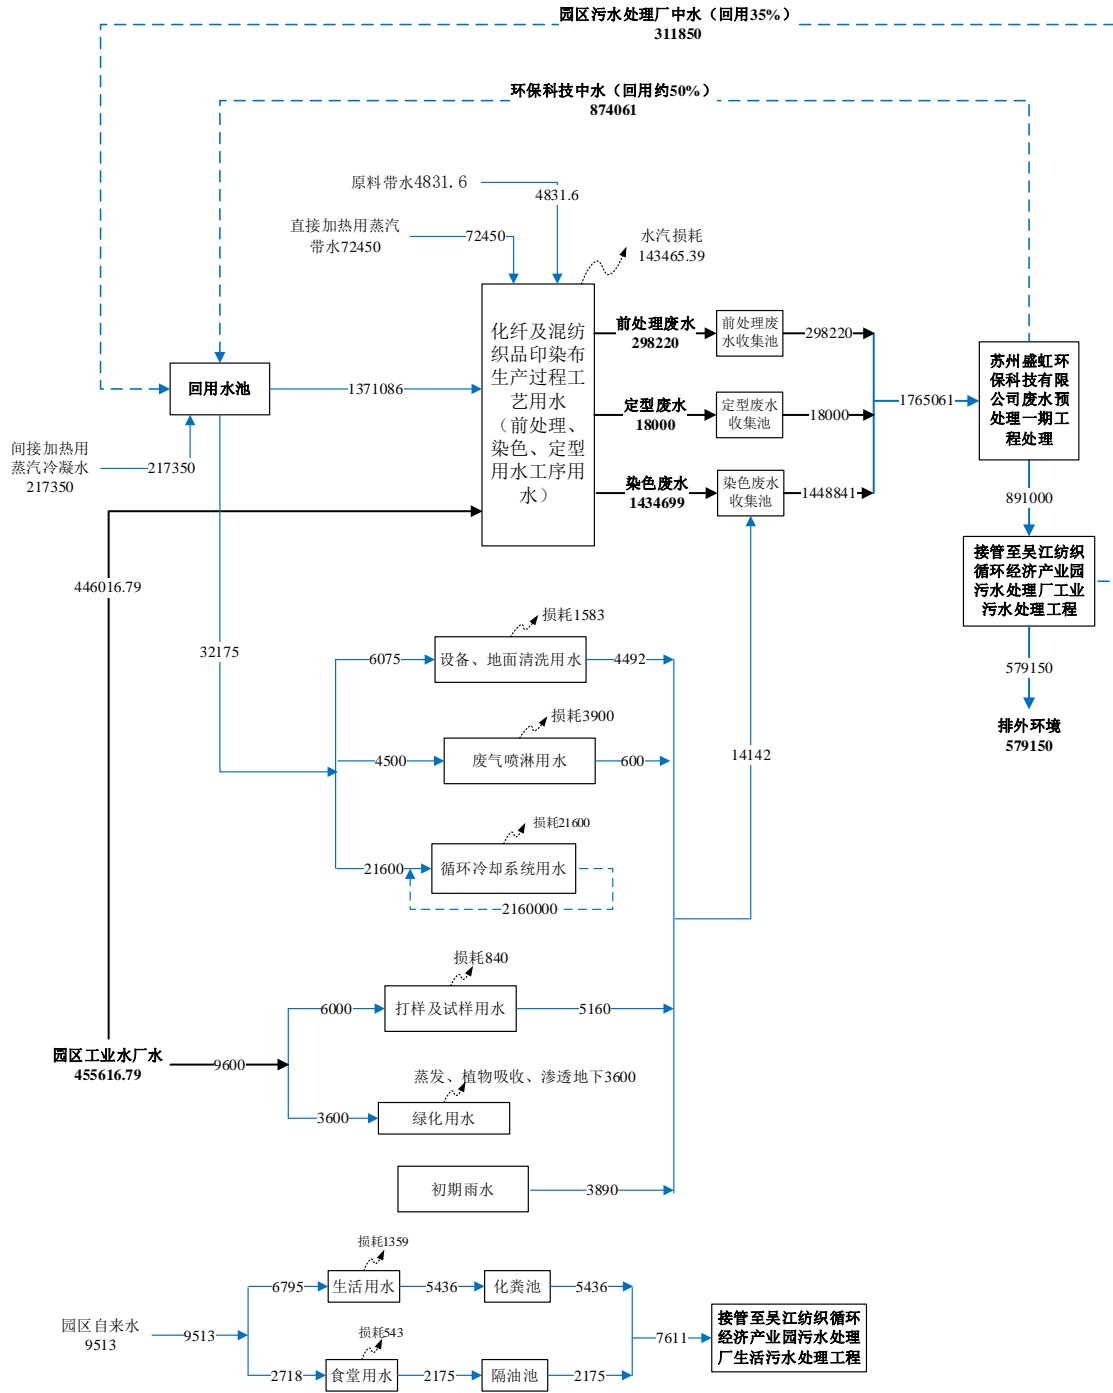 园区污水处理厂中水（回用35%）
311850
环保科技中水（回用约50%）
874061
原料带水4831.6
4831.6
直接加热用蒸汽
带水72450
72450
水汽损耗
143465.39
化纤及混纺
织品印染布
生产过程工
艺用水
（前处理、
染色、定型
用水工序用
水）
前处理废水
298220
前处理废
水收集池
298220
定型废水
18000
定型废水
收集池
18000
染色废水
1434699
染色废水
收集池
1448841
1765061
苏州盛虹环
保科技有限
公司废水预
处理一期工
程处理
891000
接管至吴江纺织
循环经济产业园
污水处理厂工业
污水处理工程
579150
排外环境
579150
回用水池
1371086
间接加热用
蒸汽冷凝水
217350
217350
446016.79
32175
损耗1583
6075
设备、地面清洗用水
4492
损耗3900
4500
废气喷淋用水
600
14142
损耗21600
21600
循环冷却系统用水
2160000
损耗840
6000
打样及试样用水
5160
园区工业水厂水
455616.79
9600
蒸发、植物吸收、渗透地下3600
3600
绿化用水
初期雨水
3890
损耗1359
6795
生活用水
5436
化粪池
5436
园区自来水
9513
9513
损耗543
2718
食堂用水
2175
隔油池
2175
7611
接管至吴江纺织循环
经济产业园污水处理
厂生活污水处理工程